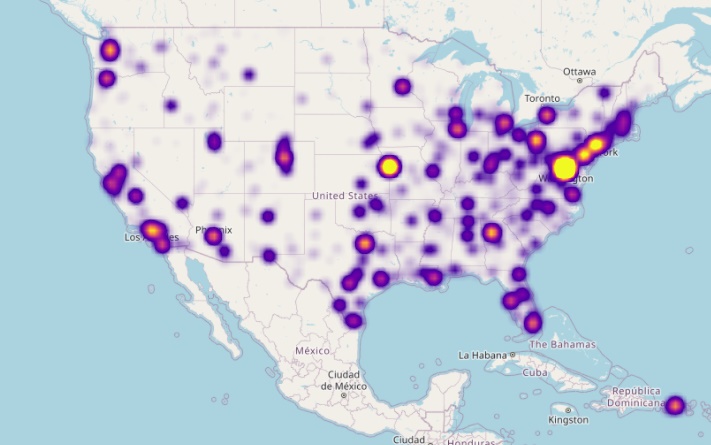 Ottawa
Toronto
York
Washington
United States
Los Angeles
Phoenix
The Bahamas
México
La Habana
Cuba
Ciudad
de México
República
Dominicana
Kingston
Ciudad
Honduras